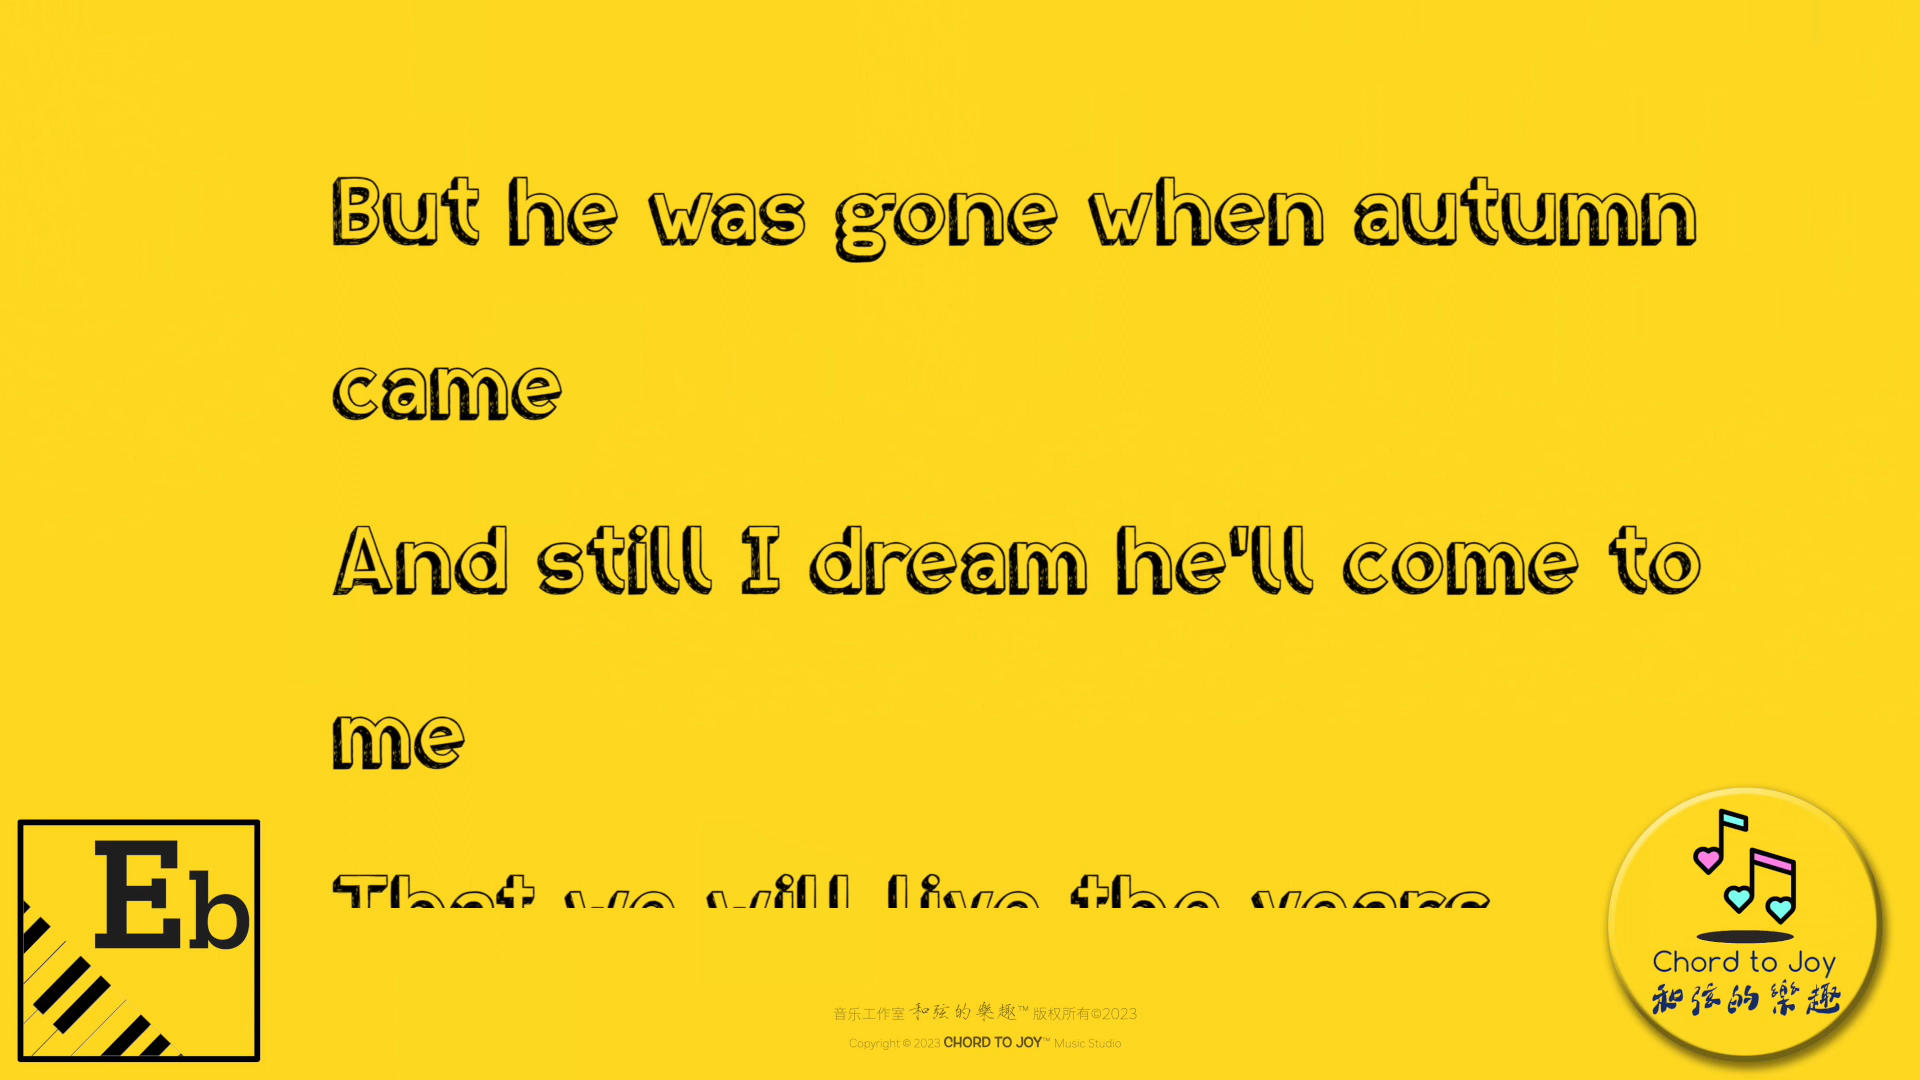 But he was gone when autumn
came
And still I dream he'll come to
me
That we will live the years
Eb
Chord to Joy
和弦的樂趣
音乐工作室 和弦的樂趣™ 版权所有©2023
Copyright © 2023 CHORD TO JOY™ Music Studio